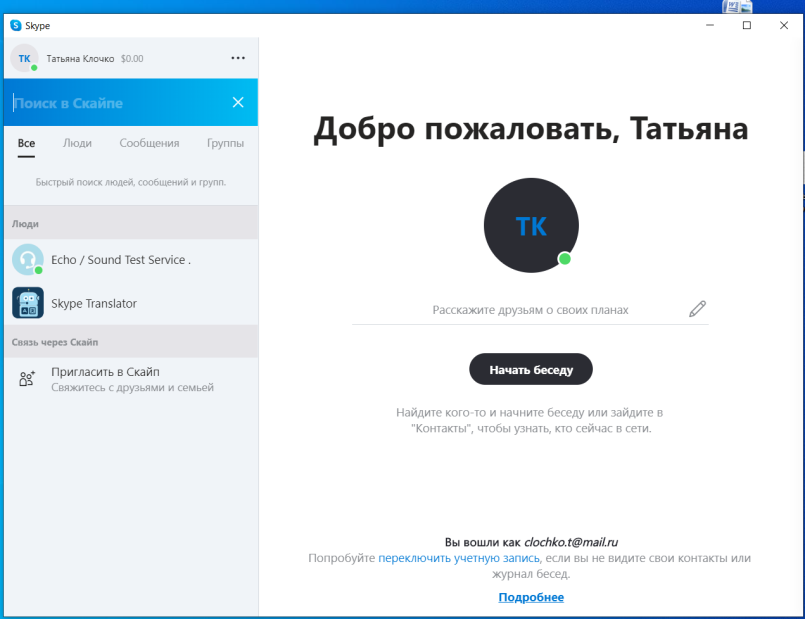 Skype
ТК Татьяна Клочко $0.00
Поиск в Скайпе
Все Люди Сообщения Группы
Быстрый поиск людей, сообщений и групп.
Люди
Echo / Sound Test Service .
Skype Translator
Связь через Скайп
Пригласить в Скайп
Свяжитесь с друзьями и семьей
Добро пожаловать, Татьяна
ТК
Расскажите друзьям о своих планах
Начать беседу
Найдите кого-то и начните беседу или зайдите в
"Контакты", чтобы узнать, кто сейчас в сети.
Вы вошли как clochko.t@mail.ru
Попробуйте переключить учетную запись, если вы не видите свои контакты или
журнал бесед.
Подробнее